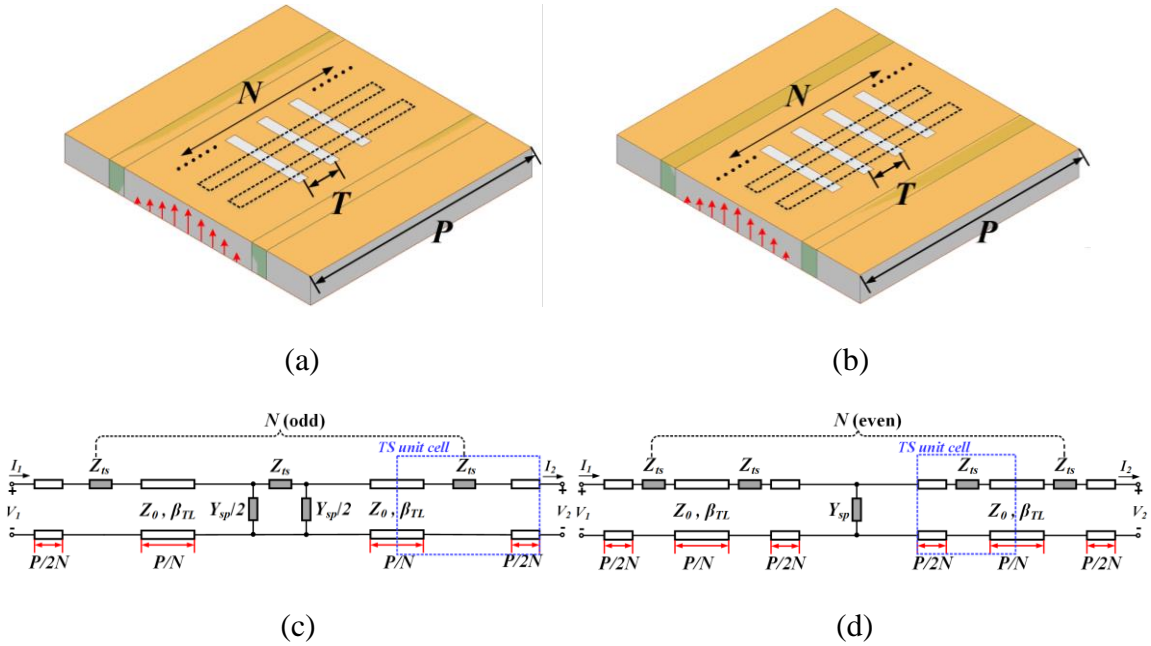 N
T
P
N
T
P
(a)
(b)
N (odd)
TS unit cell
I1
Zts
Zts
Zts
I2
+
+
V1
Z0 , βTL
Ysp/2
Ysp/2
Z0 , βTL
V2
-
-
P/2N
P/N
P/N
P/2N
N (even)
TS unit cell
I1
Zts
Zts
Zts
Zts
I2
+
+
V1
Z0 , βTL
Ysp
Z0 , βTL
V2
-
-
P/2N
P/N
P/2N
P/2N
P/N
P/2N
(c)
(d)